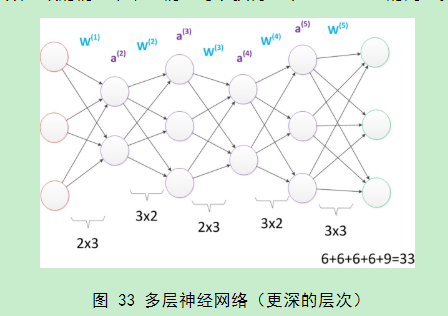 W(1)
a(2)
W(2)
a(3)
W(3)
a(4)
W(4)
a(5)
W(5)
2x3
3x2
2x3
3x2
3x3
6+6+6+6+9=33
图 33 多层神经网络（更深的层次）